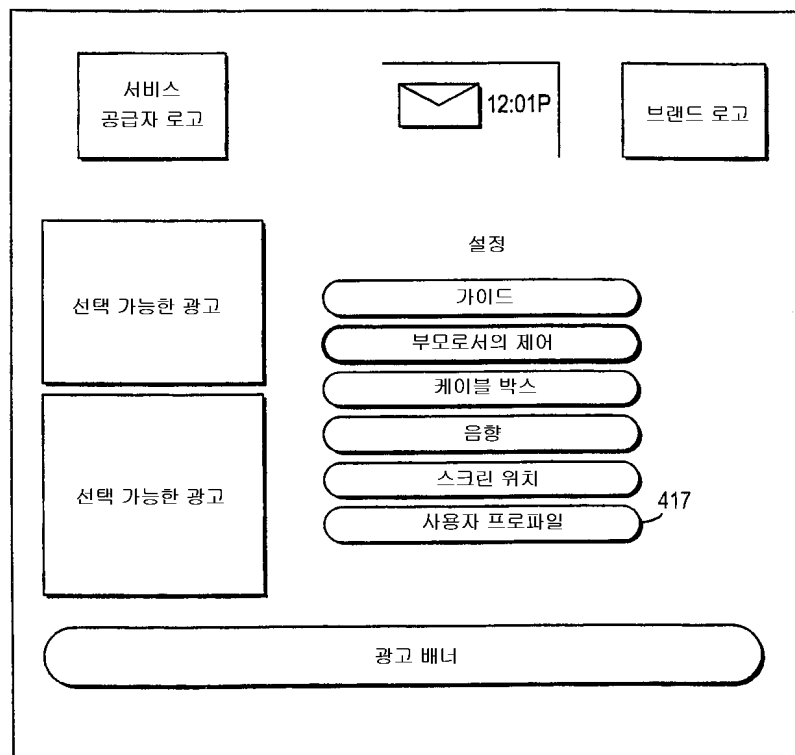 서비스
공급자 로고
12:01P
브랜드 로고
선택 가능한 광고
선택 가능한 광고
설정
가이드
부모로서의 제어
케이블 박스
음향
스크린 위치
사용자 프로파일
417
광고 배너